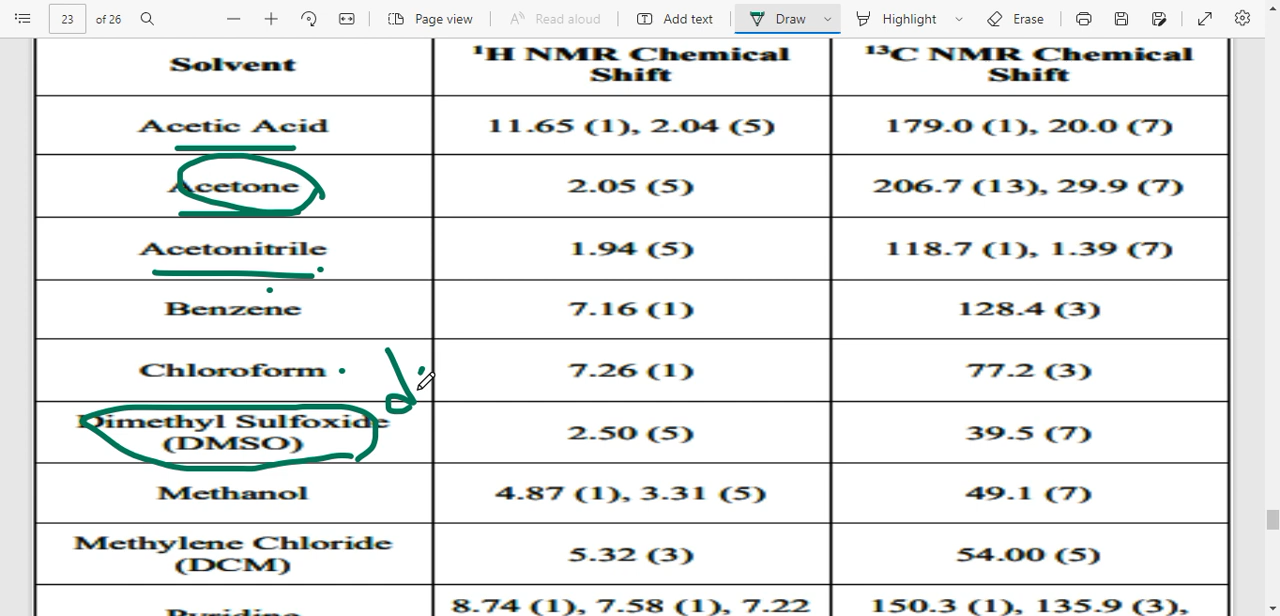 23 of 26 Page view Read aloud Add text Draw Highlight Erase
Solvent ¹H NMR Chemical Shift ¹³C NMR Chemical Shift
Acetic Acid 11.65 (1), 2.04 (5) 179.0 (1), 20.0 (7)
Acetone 2.05 (5) 206.7 (13), 29.9 (7)
Acetonitrile 1.94 (5) 118.7 (1), 1.39 (7)
Benzene 7.16 (1) 128.4 (3)
Chloroform 7.26 (1) 77.2 (3)
Dimethyl Sulfoxide (DMSO) 2.50 (5) 39.5 (7)
Methanol 4.87 (1), 3.31 (5) 49.1 (7)
Methylene Chloride (DCM) 5.32 (3) 54.00 (5)
Pyridine 8.74 (1), 7.58 (1), 7.22 150.3 (1), 135.9 (3),